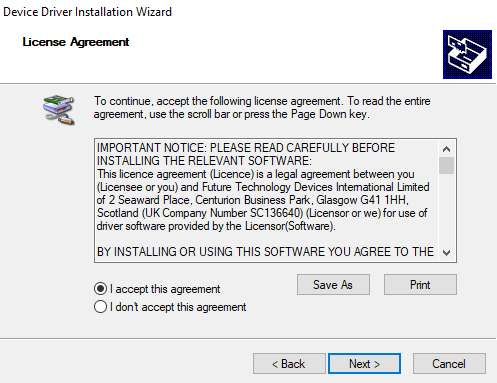 Device Driver Installation Wizard
License Agreement
To continue, accept the following license agreement. To read the entire
agreement, use the scroll bar or press the Page Down key.
IMPORTANT NOTICE: PLEASE READ CAREFULLY BEFORE
INSTALLING THE RELEVANT SOFTWARE:
This licence agreement (Licence) is a legal agreement between you
(Licensee or you) and Future Technology Devices International Limited
of 2 Seaward Place, Centurion Business Park, Glasgow G41 1HH,
Scotland (UK Company Number SC136640) (Licensor or we) for use of
driver software provided by the Licensor(Software).
BY INSTALLING OR USING THIS SOFTWARE YOU AGREE TO THE
I accept this agreement
Save As
Print
I don't accept this agreement
< Back
Next >
Cancel